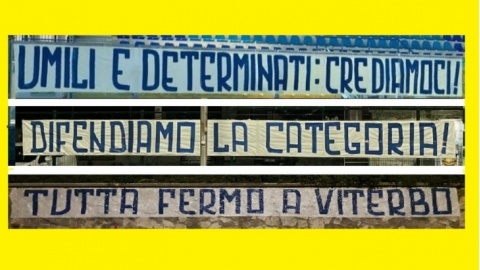 UMILI E DETERMINATI: CREDIAMOCI!
DIFENDIAMO LA CATEGORIA!
TUTTA FERMO A VITERBO